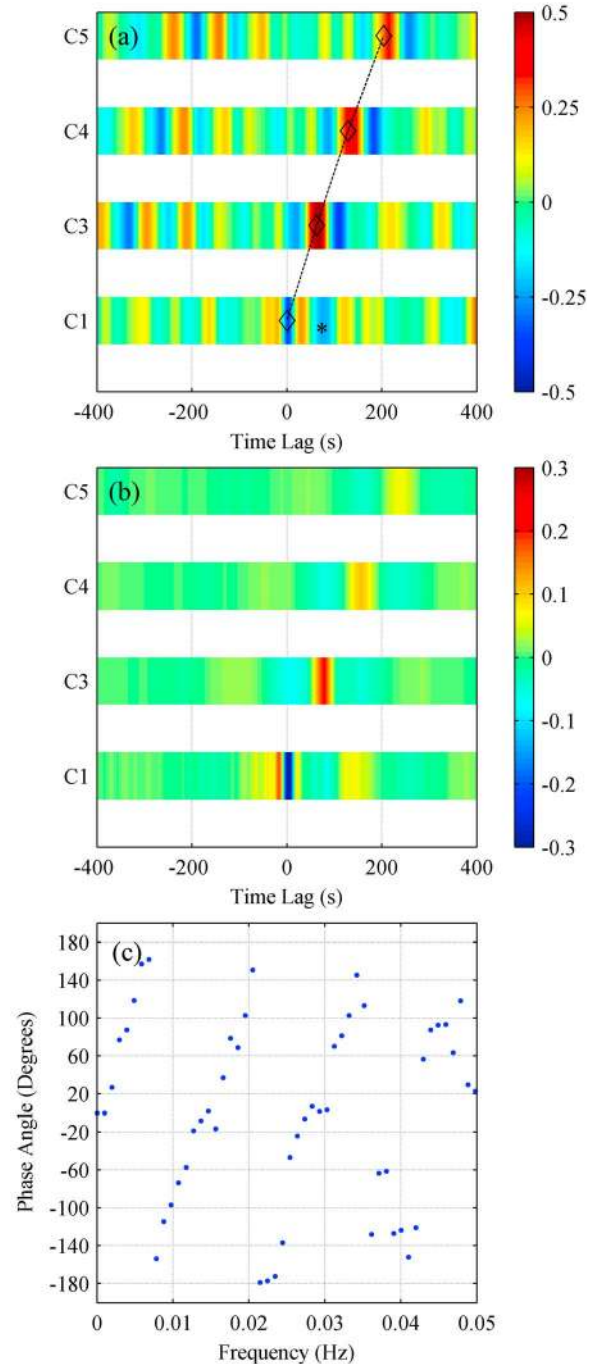 (a)
C5
C4
C3
C1
*
-400 -200 0 200 400
Time Lag (s)
0.5
0.25
0
-0.25
-0.5
(b)
C5
C4
C3
C1
-400 -200 0 200 400
Time Lag (s)
0.3
0.2
0.1
0
-0.1
-0.2
-0.3
(c)
Phase Angle (Degrees)
180
140
100
60
20
-20
-60
-100
-140
-180
0 0.01 0.02 0.03 0.04 0.05
Frequency (Hz)